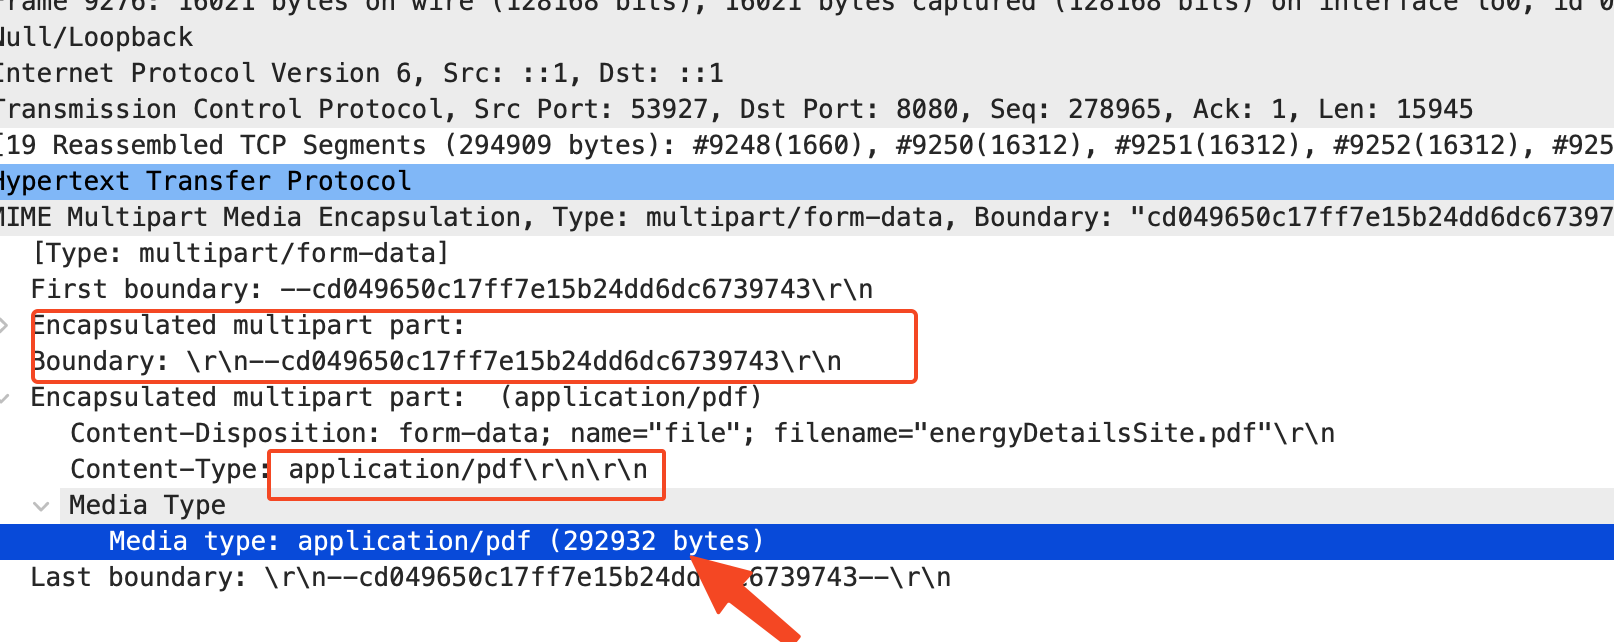 Frame 9276: 16021 bytes on wire (128168 bits), 16021 bytes captured (128168 bits) on interface lo0, id 0
Null/Loopback
Internet Protocol Version 6, Src: ::1, Dst: ::1
Transmission Control Protocol, Src Port: 53927, Dst Port: 8080, Seq: 278965, Ack: 1, Len: 15945
[19 Reassembled TCP Segments (294909 bytes): #9248(1660), #9250(16312), #9251(16312), #9252(16312), #925
Hypertext Transfer Protocol
MIME Multipart Media Encapsulation, Type: multipart/form-data, Boundary: "cd049650c17ff7e15b24dd6dc67397
[Type: multipart/form-data]
First boundary: --cd049650c17ff7e15b24dd6dc6739743\r\n
Encapsulated multipart part:
Boundary: \r\n--cd049650c17ff7e15b24dd6dc6739743\r\n
Encapsulated multipart part:  (application/pdf)
Content-Disposition: form-data; name="file"; filename="energyDetailsSite.pdf"\r\n
Content-Type: application/pdf\r\n\r\n
Media Type
Media type: application/pdf (292932 bytes)
Last boundary: \r\n--cd049650c17ff7e15b24dd6dc6739743--\r\n